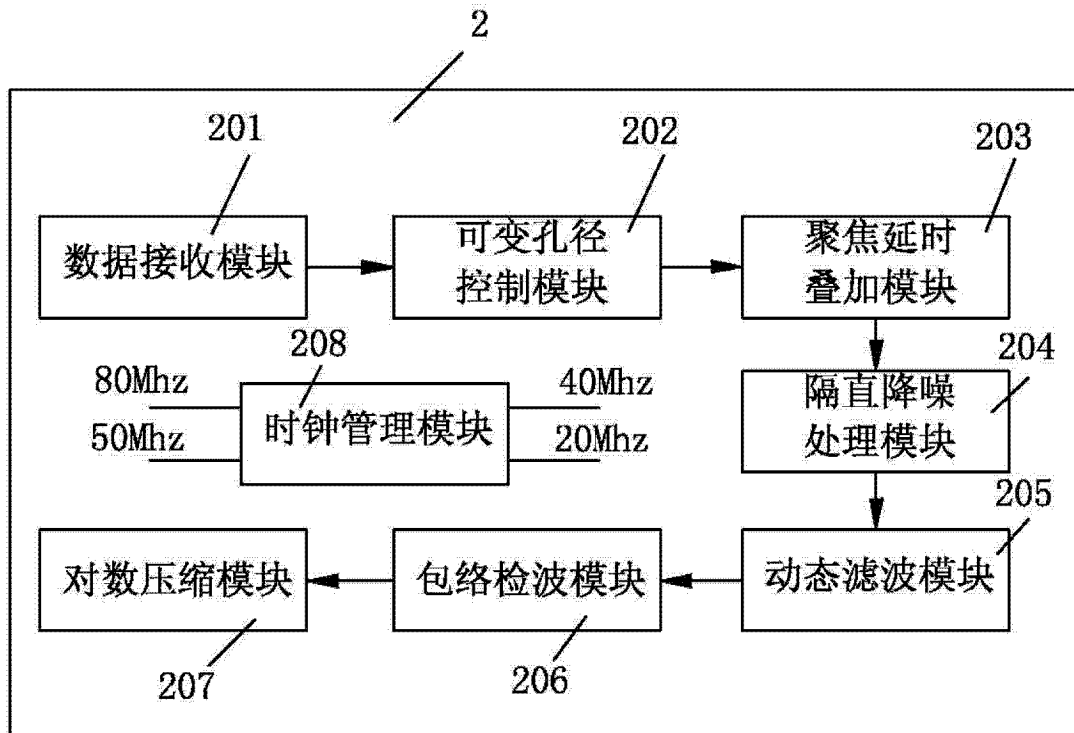 2
201
202
203
数据接收模块
可变孔径
控制模块
聚焦延时
叠加模块
208
204
80Mhz
50Mhz
时钟管理模块
40Mhz
20Mhz
隔直降噪
处理模块
205
对数压缩模块
包络检波模块
动态滤波模块
207
206